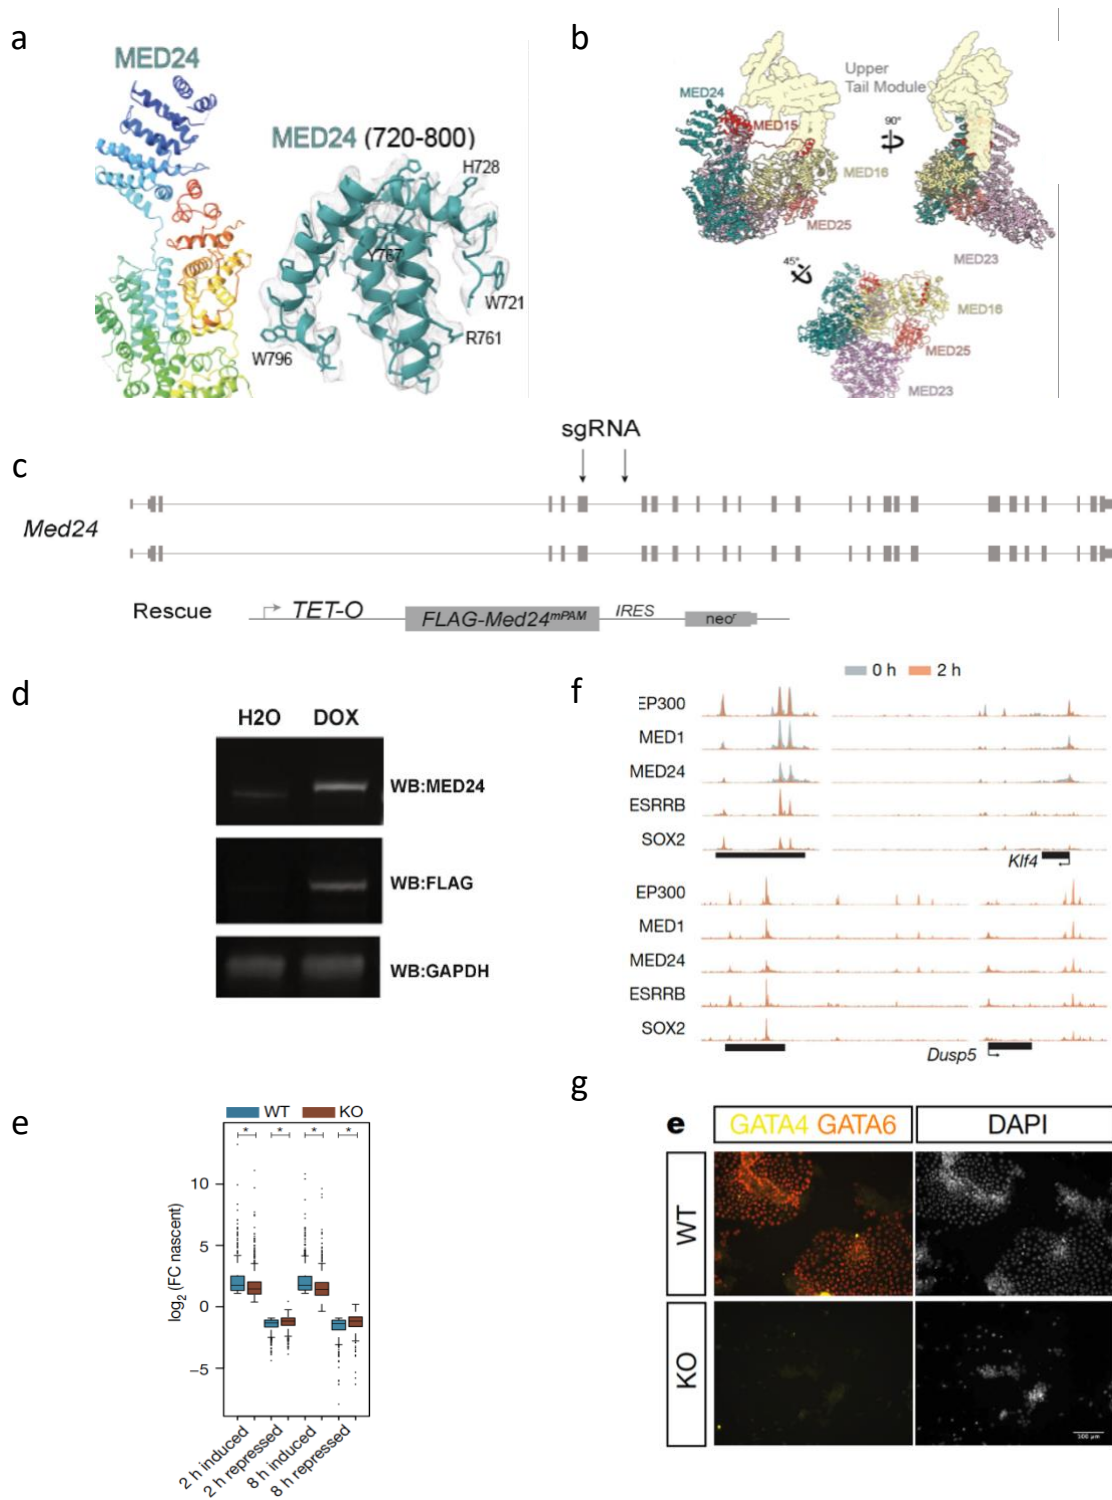 a
MED24
MED24 (720-800)
H728
Y767
W721
R761
W796
b
Upper
Tail Module
MED24
MED15
90°
MED16
MED25
MED23
45°
MED16
MED25
MED23
c
sgRNA
Med24
Rescue
TET-O
FLAG-Med24mPAM
IRES
neor
d
H2O DOX
WB:MED24
WB:FLAG
WB:GAPDH
e
WT KO
* * * *
log2 (FC nascent)
10
5
0
−5
2 h induced
2 h repressed
8 h induced
8 h repressed
f
0 h 2 h
EP300
MED1
MED24
ESRRB
SOX2
Klf4
EP300
MED1
MED24
ESRRB
SOX2
Dusp5
g
e
GATA4 GATA6
DAPI
WT
KO
100 µm